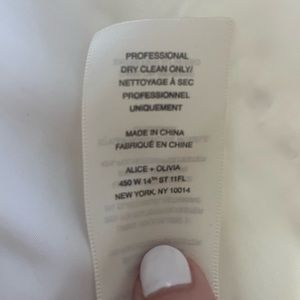 PROFESSIONAL
DRY CLEAN ONLY/
NETTOYAGE À SEC
PROFESSIONNEL
UNIQUEMENT
MADE IN CHINA
FABRIQUÉ EN CHINE
ALICE + OLIVIA
450 W 14TH ST 11FL
NEW YORK, NY 10014